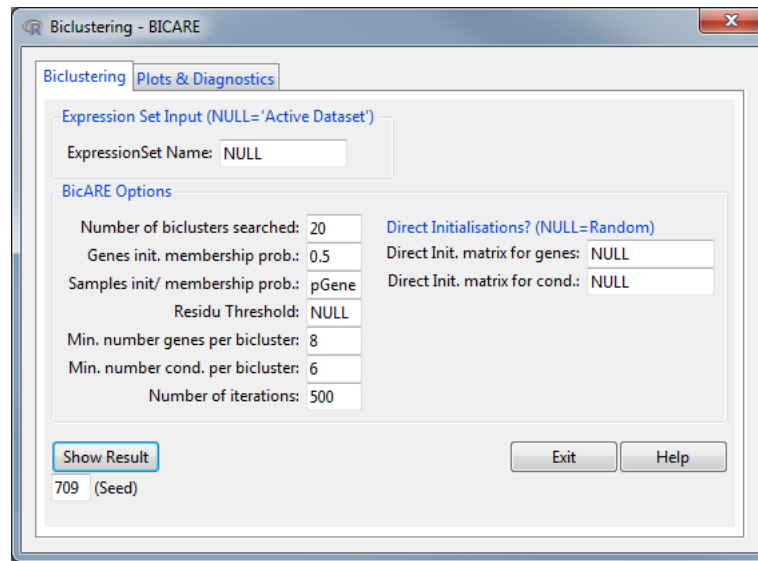 Biclustering - BICARE
Biclustering Plots & Diagnostics
Expression Set Input (NULL='Active Dataset')
ExpressionSet Name: NULL
BicARE Options
Number of biclusters searched: 20 Direct Initialisations? (NULL=Random)
Genes init. membership prob.: 0.5 Direct Init. matrix for genes: NULL
Samples init/ membership prob.: pGene Direct Init. matrix for cond.: NULL
Residu Threshold: NULL
Min. number genes per bicluster: 8
Min. number cond. per bicluster: 6
Number of iterations: 500
Show Result Exit Help
709 (Seed)